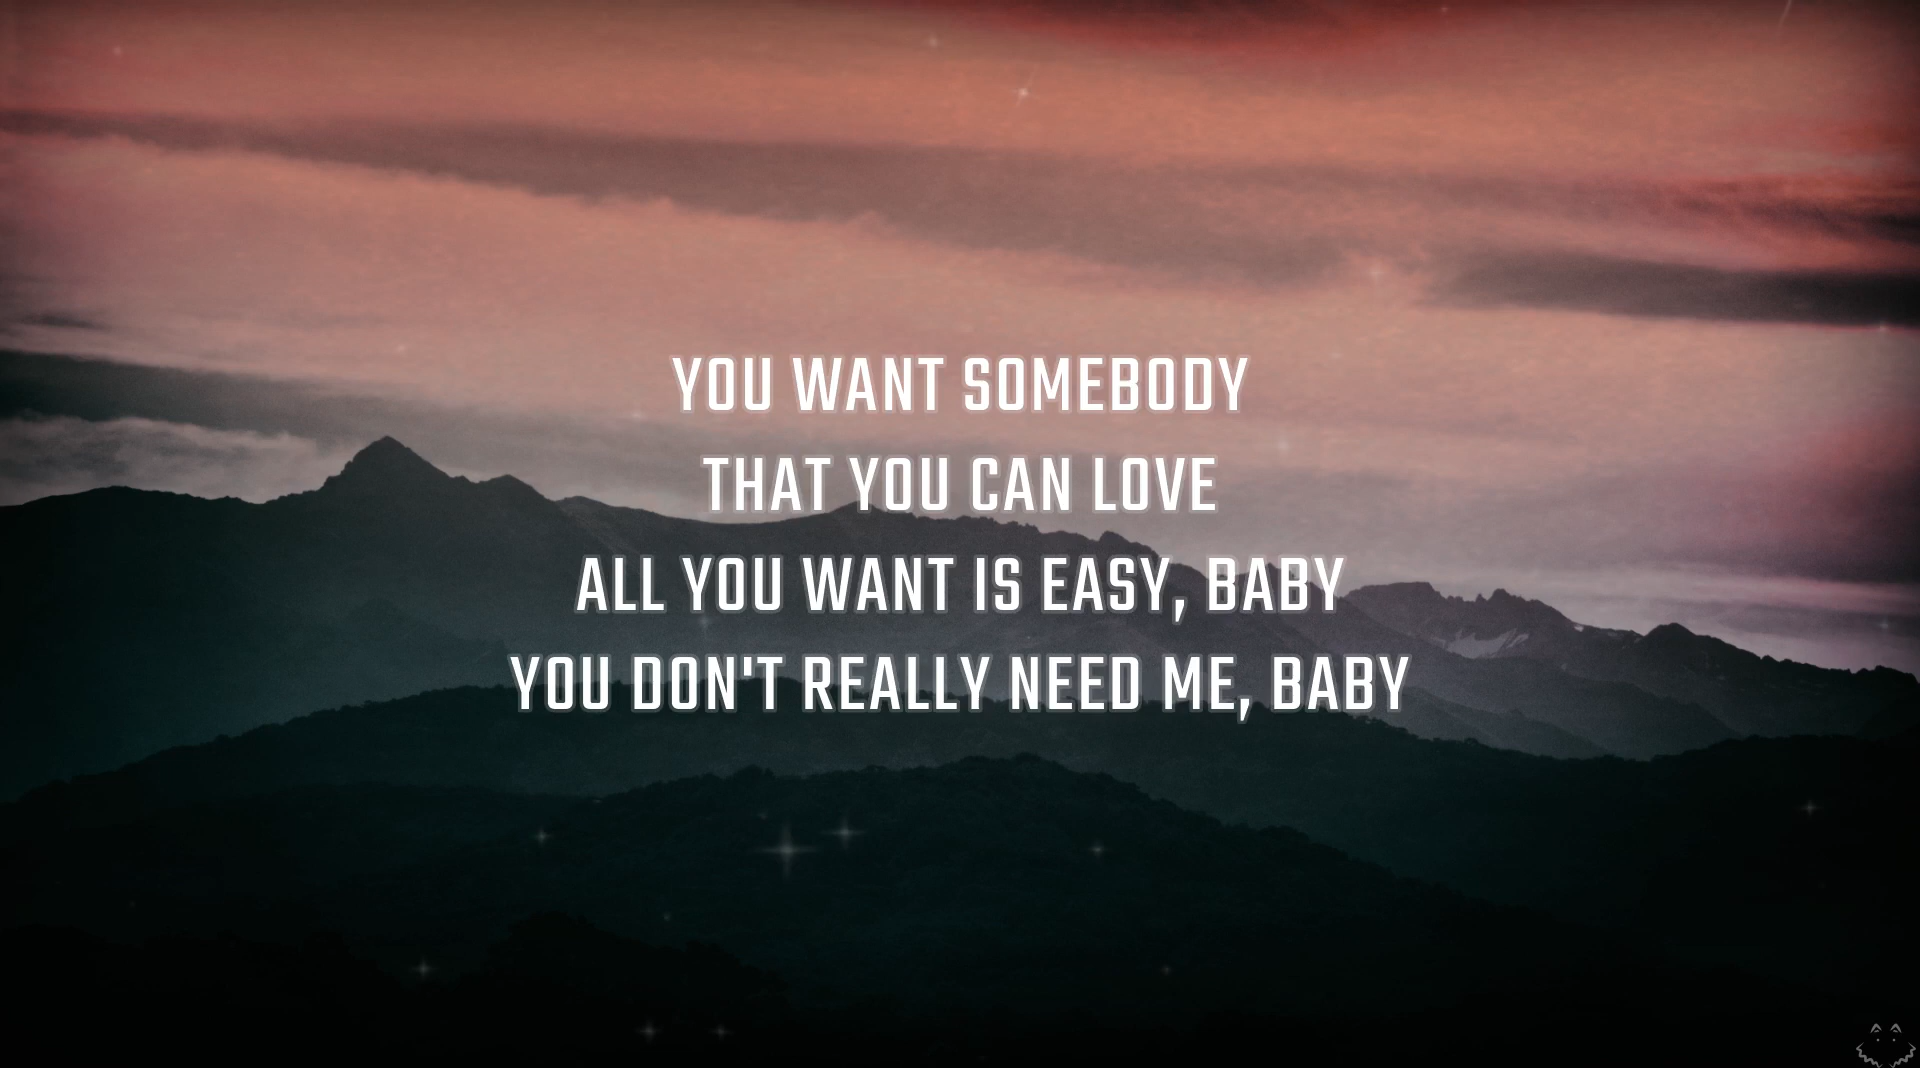 YOU WANT SOMEBODY
THAT YOU CAN LOVE
ALL YOU WANT IS EASY, BABY
YOU DON'T REALLY NEED ME, BABY